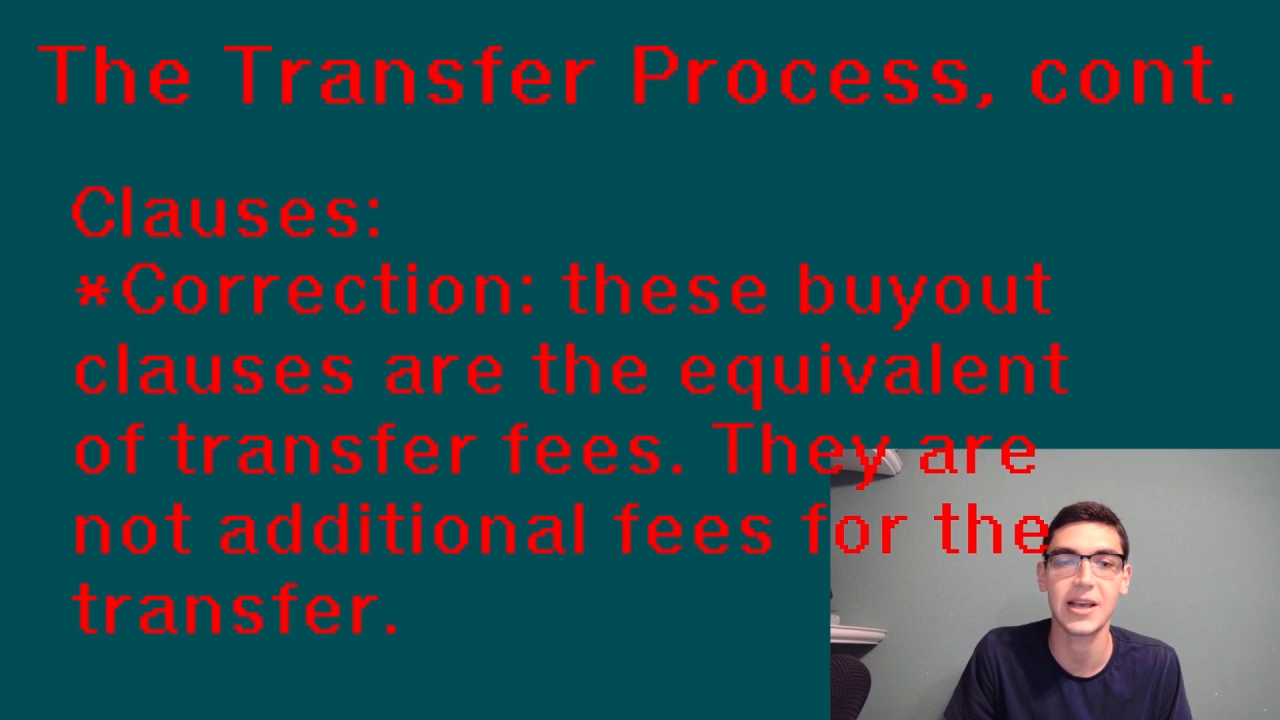 The Transfer Process, cont.
Clauses:
*Correction: these buyout
clauses are the equivalent
of transfer fees. They are
not additional fees for the
transfer.